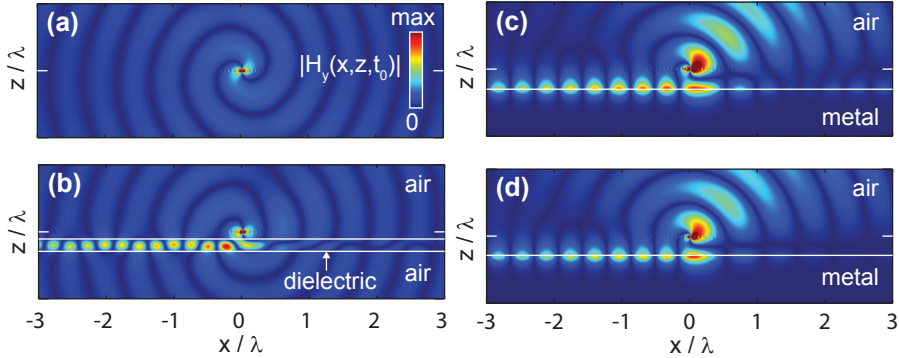 (a)
max
|H_y(x,z,t_0)|
0
z / λ
(b)
air
dielectric
air
z / λ
-3 -2 -1 0 1 2 3
x / λ
(c)
air
metal
z / λ
(d)
air
metal
z / λ
-3 -2 -1 0 1 2 3
x / λ